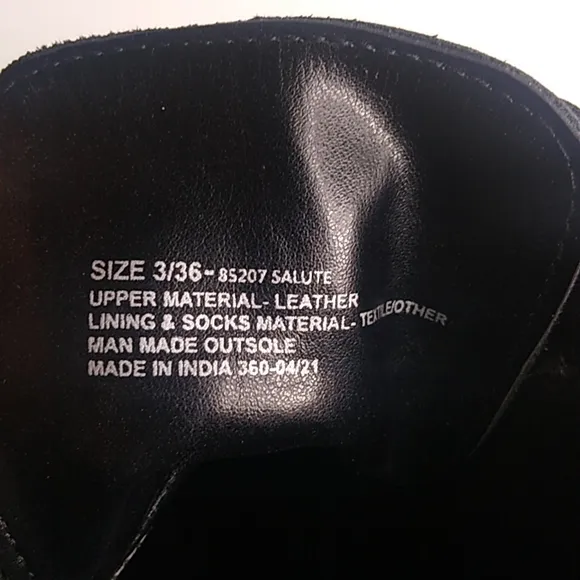 SIZE 3/36-85207 SALUTE
UPPER MATERIAL- LEATHER
LINING & SOCKS MATERIAL- TEXTILE/OTHER
MAN MADE OUTSOLE
MADE IN INDIA 360-04/21